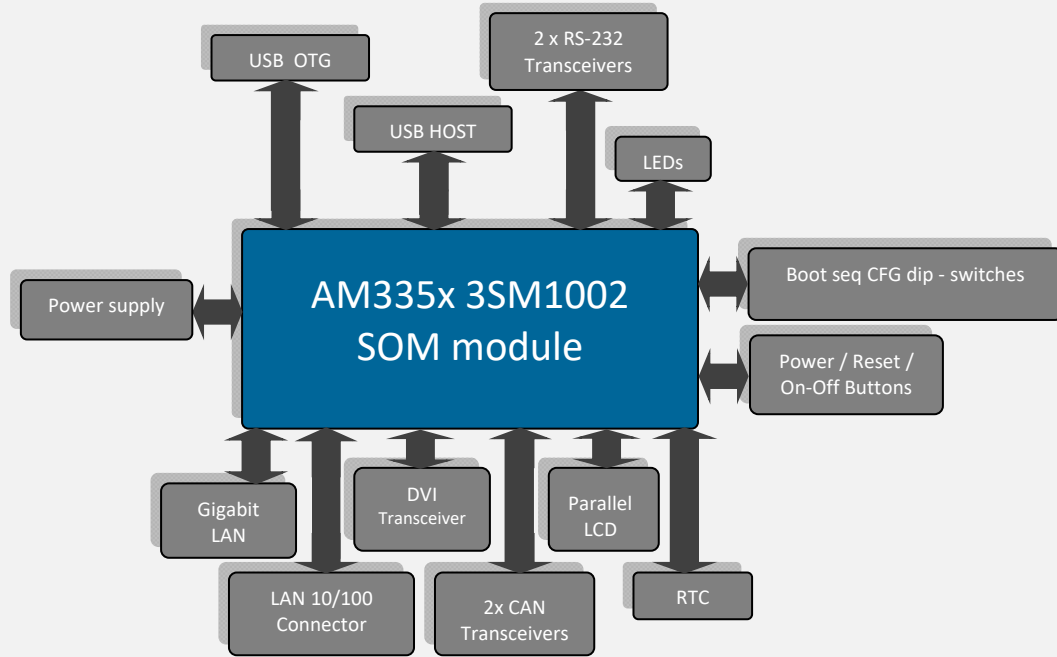 USB OTG
2 x RS-232
Transceivers
USB HOST
LEDs
AM335x 3SM1002
SOM module
Boot seq CFG dip - switches
Power supply
Power / Reset /
On-Off Buttons
Gigabit
LAN
DVI
Transceiver
Parallel
LCD
LAN 10/100
Connector
2x CAN
Transceivers
RTC